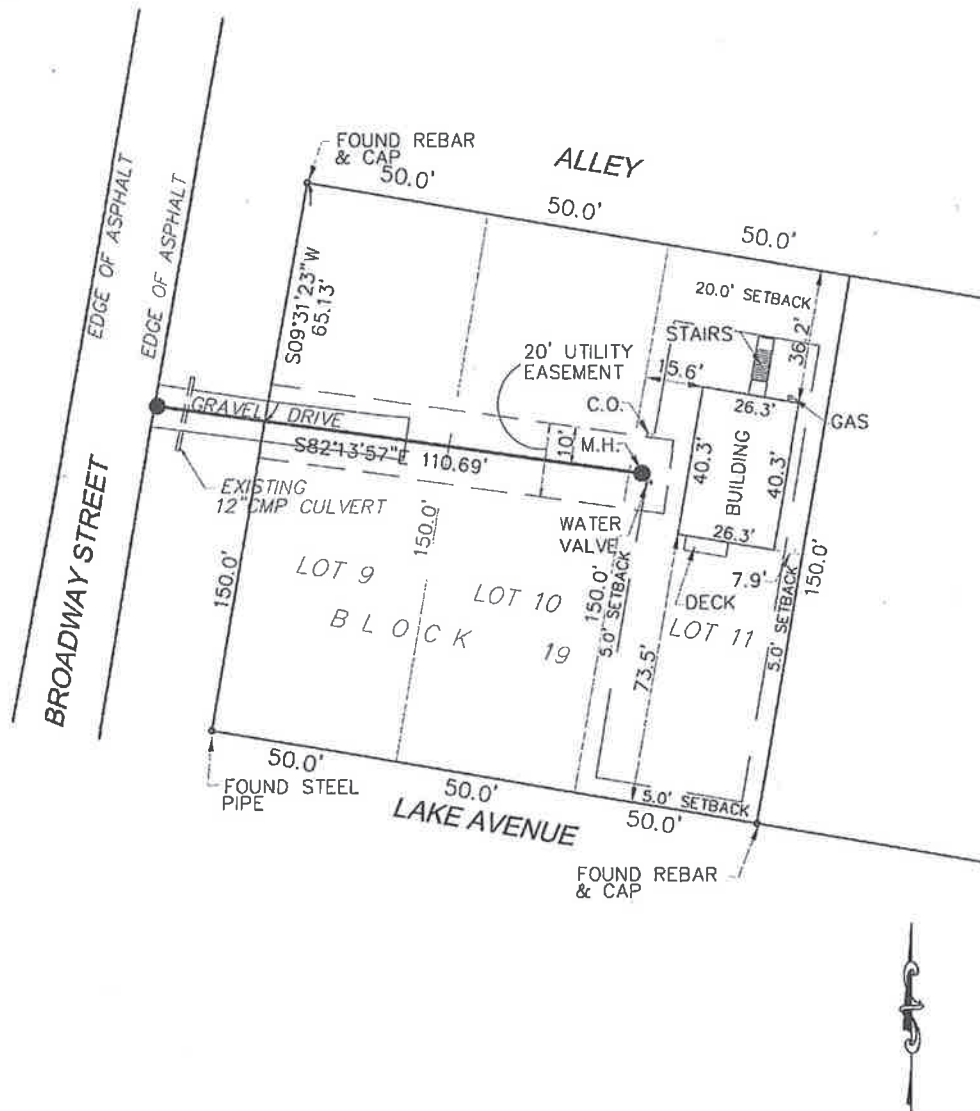 FOUND REBAR
& CAP
50.0'
ALLEY
50.0'
50.0'
EDGE OF ASPHALT
EDGE OF ASPHALT
S09°31'23"W
65.13'
20.0' SETBACK
STAIRS
36.2'
20' UTILITY
EASEMENT
15.6'
C.O.
26.3'
GAS
GRAVEL DRIVE
M.H.
10'
40.3'
BUILDING
40.3'
S82°13'57"E
110.69'
EXISTING
12"CMP CULVERT
WATER
VALVE
26.3'
150.0'
150.0'
BROADWAY STREET
LOT 9
LOT 10
150.0'
5.0' SETBACK
DECK
7.9'
LOT 11
150.0'
5.0' SETBACK
BLOCK
19
73.5'
50.0'
FOUND STEEL
PIPE
50.0'
LAKE AVENUE
5.0' SETBACK
50.0'
FOUND REBAR
& CAP